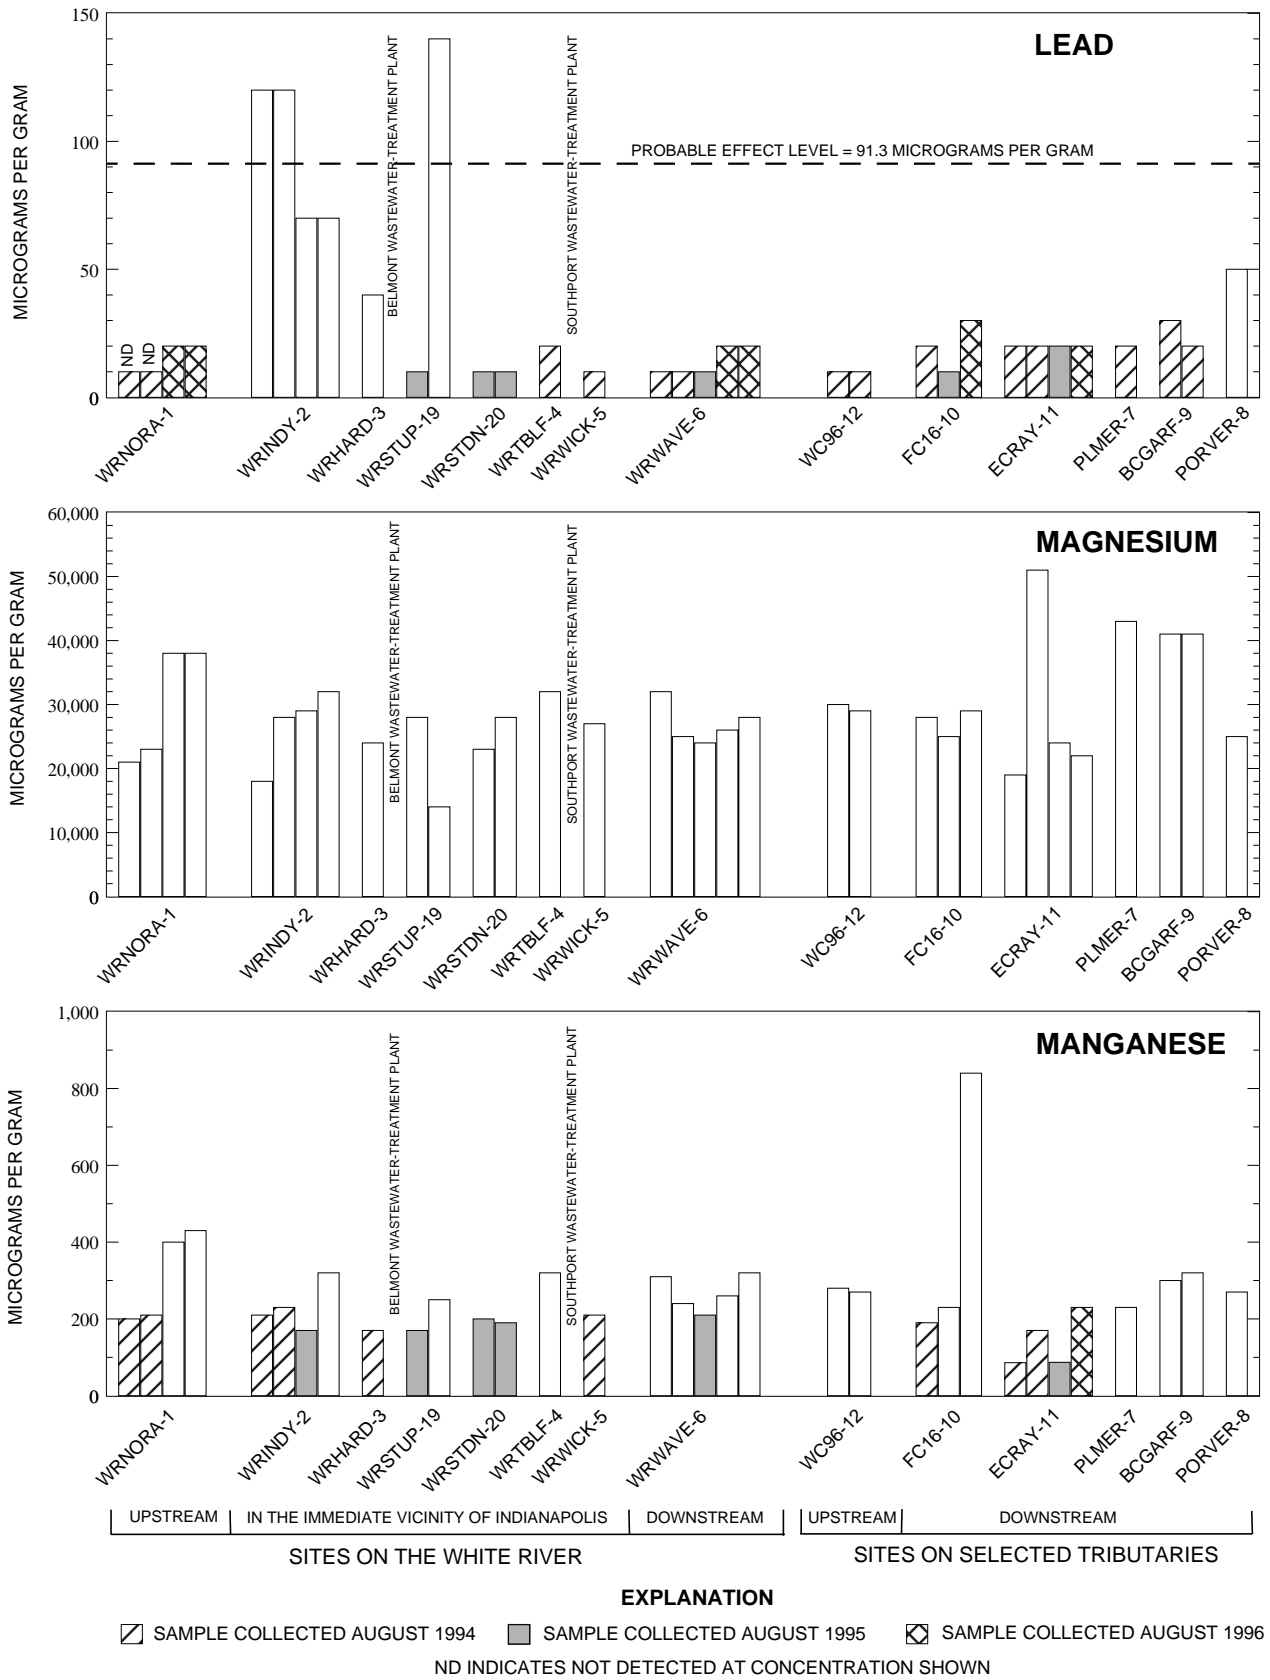 LEAD
MICROGRAMS PER GRAM
150
100
50
0
PROBABLE EFFECT LEVEL = 91.3 MICROGRAMS PER GRAM
BELMONT WASTEWATER-TREATMENT PLANT
SOUTHPORT WASTEWATER-TREATMENT PLANT
ND
ND
WRNORA-1
WRINDY-2
WRHARD-3
WRSTUP-19
WRSTDN-20
WRTBLF-4
WRWICK-5
WRWAVE-6
WC96-12
FC16-10
ECRAY-11
PLMER-7
BCGARF-9
PORVER-8
MAGNESIUM
MICROGRAMS PER GRAM
60,000
50,000
40,000
30,000
20,000
10,000
0
BELMONT WASTEWATER-TREATMENT PLANT
SOUTHPORT WASTEWATER-TREATMENT PLANT
WRNORA-1
WRINDY-2
WRHARD-3
WRSTUP-19
WRSTDN-20
WRTBLF-4
WRWICK-5
WRWAVE-6
WC96-12
FC16-10
ECRAY-11
PLMER-7
BCGARF-9
PORVER-8
MANGANESE
MICROGRAMS PER GRAM
1,000
800
600
400
200
0
BELMONT WASTEWATER-TREATMENT PLANT
SOUTHPORT WASTEWATER-TREATMENT PLANT
WRNORA-1
WRINDY-2
WRHARD-3
WRSTUP-19
WRSTDN-20
WRTBLF-4
WRWICK-5
WRWAVE-6
WC96-12
FC16-10
ECRAY-11
PLMER-7
BCGARF-9
PORVER-8
UPSTREAM IN THE IMMEDIATE VICINITY OF INDIANAPOLIS DOWNSTREAM UPSTREAM DOWNSTREAM
SITES ON THE WHITE RIVER SITES ON SELECTED TRIBUTARIES
EXPLANATION
SAMPLE COLLECTED AUGUST 1994 SAMPLE COLLECTED AUGUST 1995 SAMPLE COLLECTED AUGUST 1996
ND INDICATES NOT DETECTED AT CONCENTRATION SHOWN